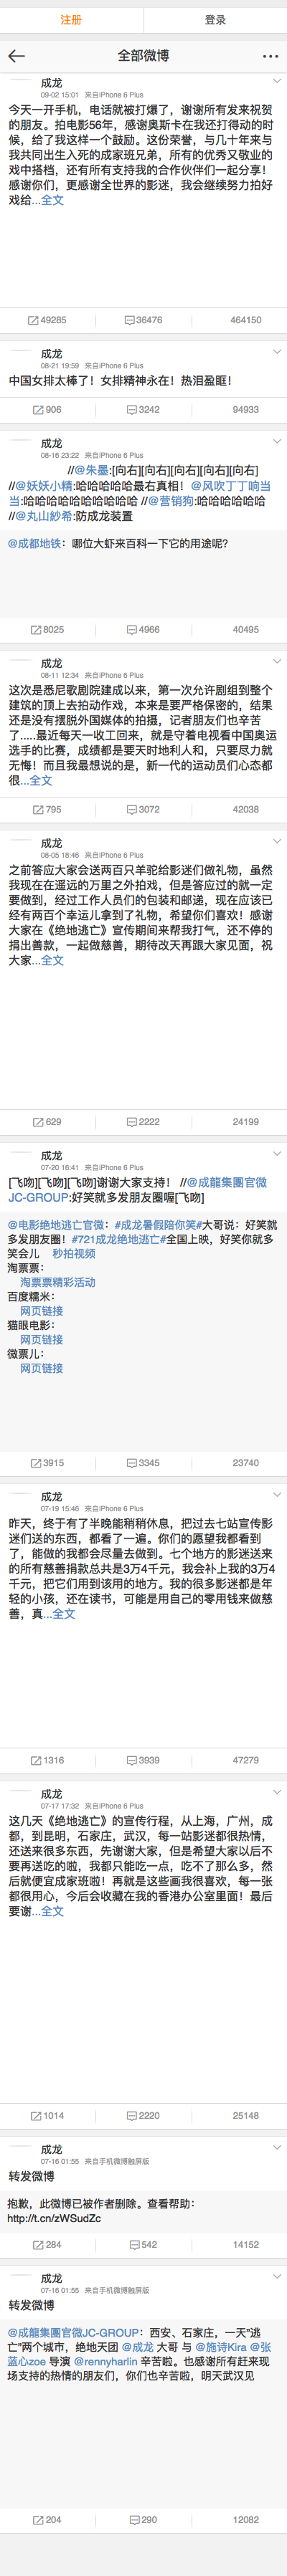 注册 登录
全部微博
成龙
09-02 15:01 来自iPhone 6 Plus
今天一开手机，电话就被打爆了，谢谢所有发来祝贺
的朋友。拍电影56年，感谢奥斯卡在我还打得动的时
候，给了我这样一个鼓励。这份荣誉，与几十年来与
我共同出生入死的成家班兄弟，所有的优秀又敬业的
戏中搭档，还有所有支持我的合作伙伴们一起分享！
感谢你们，更感谢全世界的影迷，我会继续努力拍好
戏给...全文
49285 36476 464150
成龙
08-21 19:59 来自iPhone 6 Plus
中国女排太棒了！女排精神永在！热泪盈眶！
906 3242 94933
成龙
08-16 23:22 来自iPhone 6 Plus
//@朱墨:[向右][向右][向右][向右][向右]
//@妖妖小精:哈哈哈哈哈最右真相！@风吹丁丁响当
当:哈哈哈哈哈哈哈哈哈哈 //@营销狗:哈哈哈哈哈哈
//@丸山紗希:防成龙装置
@成都地铁：哪位大虾来百科一下它的用途呢?
8025 4966 40495
成龙
08-11 12:34 来自iPhone 6 Plus
这次是悉尼歌剧院建成以来，第一次允许剧组到整个
建筑的顶上去拍动作戏，本来是要严格保密的，结果
还是没有摆脱外国媒体的拍摄，记者朋友们也辛苦
了.....最近每天一收工回来，就是守着电视看中国奥运
选手的比赛，成绩都是要天时地利人和，只要尽力就
无悔！而且我最想说的是，新一代的运动员们心态都
很...全文
795 3072 42038
成龙
08-05 18:46 来自iPhone 6 Plus
之前答应大家会送两百只羊驼给影迷们做礼物，虽然
我现在在遥远的万里之外拍戏，但是答应过的就一定
要做到，经过工作人员们的包装和邮递，现在应该已
经有两百个幸运儿拿到了礼物，希望你们喜欢！感谢
大家在《绝地逃亡》宣传期间来帮我打气，还不停的
捐出善款，一起做慈善，期待改天再跟大家见面，祝
大家...全文
629 2222 24199
成龙
07-20 16:41 来自iPhone 6 Plus
[飞吻][飞吻][飞吻]谢谢大家支持！ //@成龍集團官微
JC-GROUP:好笑就多发朋友圈喔[飞吻]
@电影绝地逃亡官微：#成龙暑假陪你笑#大哥说：好笑就
多发朋友圈！#721成龙绝地逃亡#全国上映，好笑你就多
笑会儿 秒拍视频
淘票票：
淘票票精彩活动
百度糯米：
网页链接
猫眼电影：
网页链接
微票儿：
网页链接
3915 3345 23740
成龙
07-19 15:46 来自iPhone 6 Plus
昨天，终于有了半晚能稍稍休息，把过去七站宣传影
迷们送的东西，都看了一遍。你们的愿望我都看到
了，能做的我都会尽量去做到。七个地方的影迷送来
的所有慈善捐款总共是3万4千元，我会补上我的3万4
千元，把它们用到该用的地方。我的很多影迷都是年
轻的小孩，还在读书，可能是用自己的零用钱来做慈
善，真...全文
1316 3939 47279
成龙
07-17 17:32 来自iPhone 6 Plus
这几天《绝地逃亡》的宣传行程，从上海，广州，成
都，到昆明，石家庄，武汉，每一站影迷都很热情，
还送来很多东西，先谢谢大家，但是希望大家以后不
要再送吃的啦，我都只能吃一点，吃不了那么多，然
后就便宜成家班啦！再就是这些画我很喜欢，每一张
都很用心，今后会收藏在我的香港办公室里面！最后
要谢...全文
1014 2220 25148
成龙
07-16 01:55 来自手机微博触屏版
转发微博
抱歉，此微博已被作者删除。查看帮助：
http://t.cn/zWSudZc
284 542 14152
成龙
07-16 01:55 来自手机微博触屏版
转发微博
@成龍集團官微JC-GROUP：西安、石家庄，一天"逃
亡"两个城市，绝地天团 @成龙 大哥 与 @施诗Kira @张
蓝心zoe 导演 @rennyharlin 辛苦啦。也感谢所有赶来现
场支持的热情的朋友们，你们也辛苦啦，明天武汉见
204 290 12082